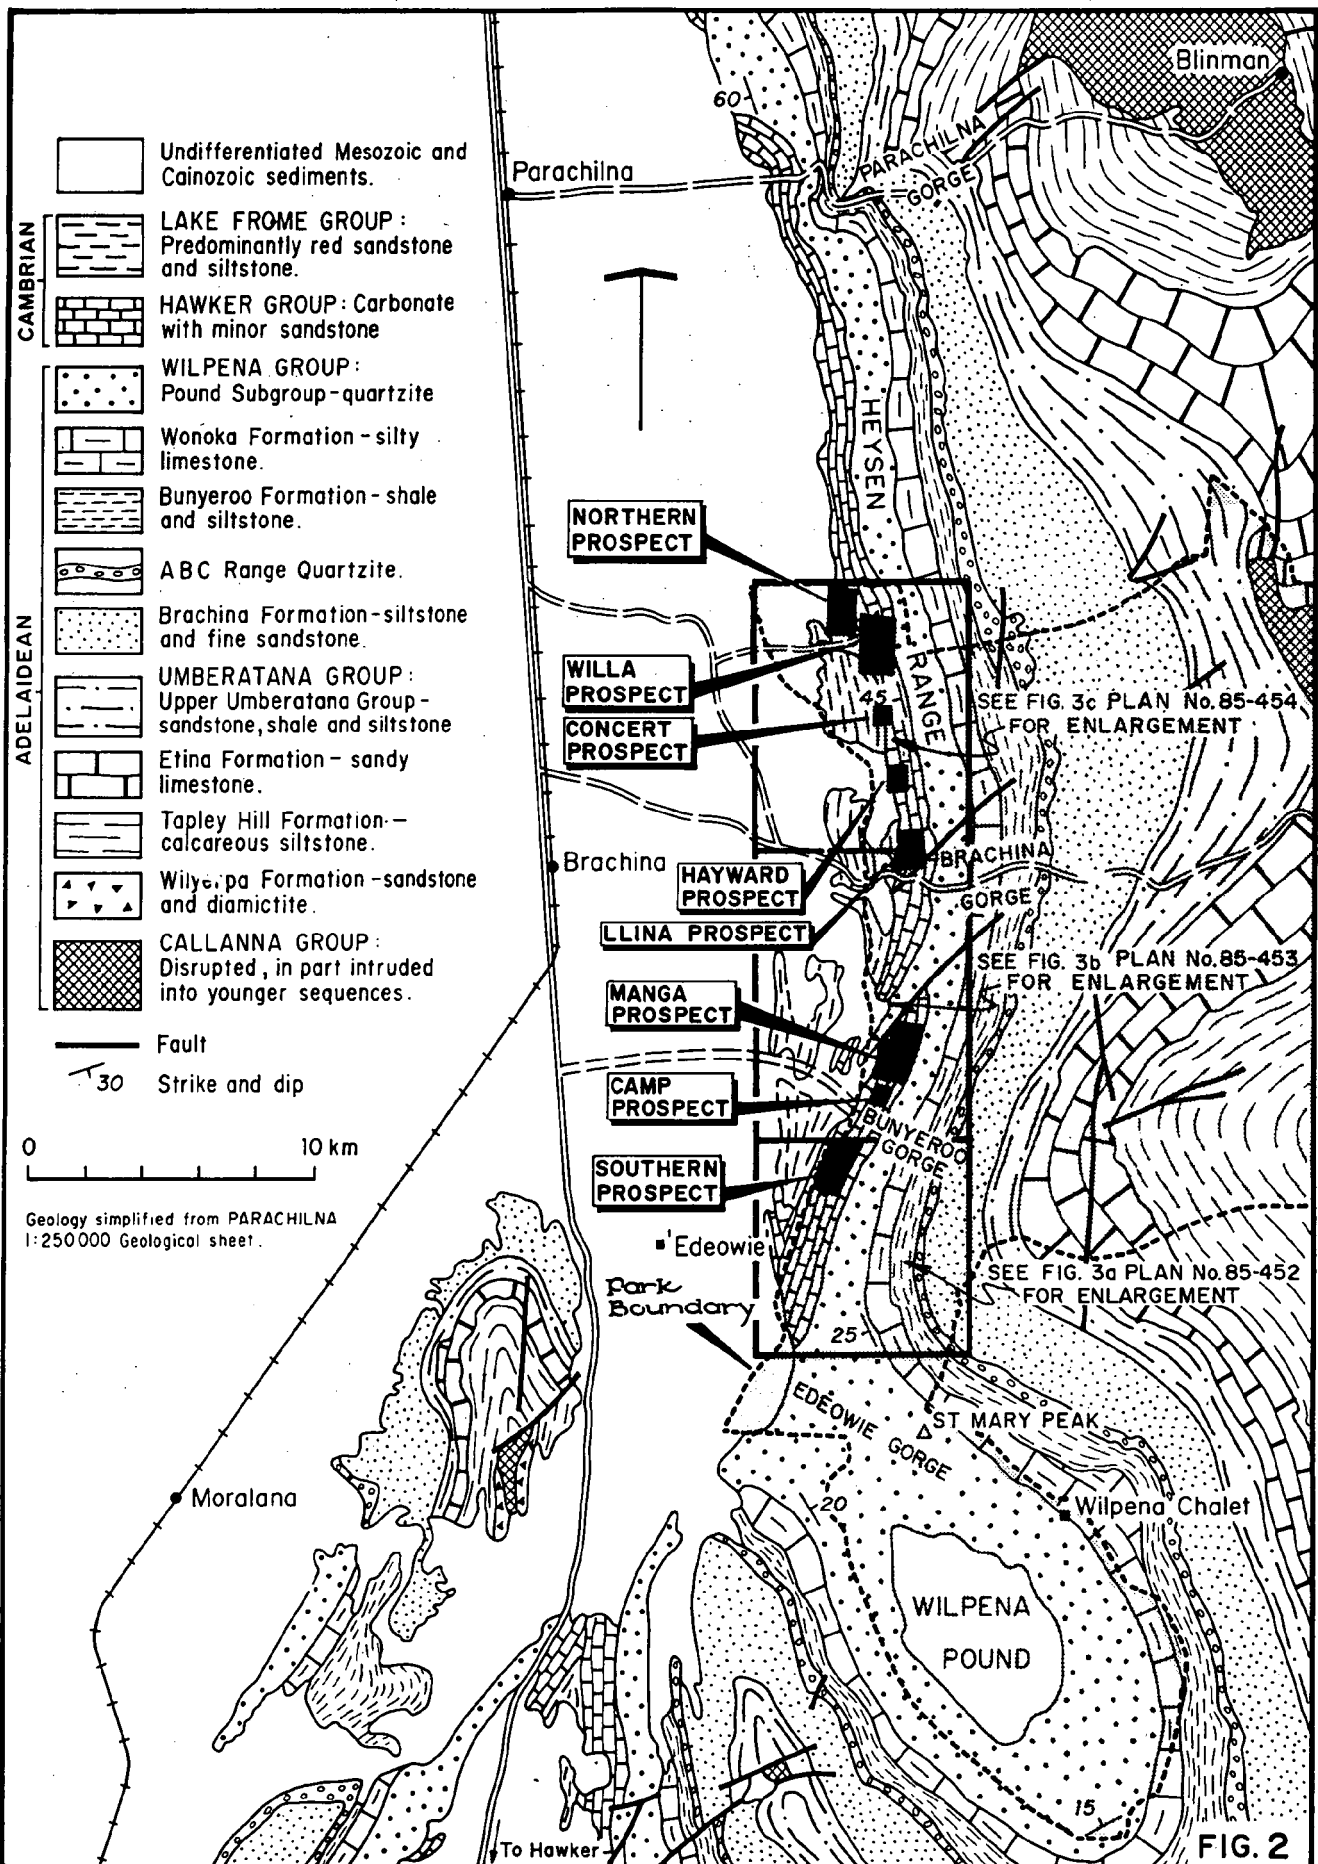 Undifferentiated Mesozoic and
Cainozoic sediments.
CAMBRIAN
LAKE FROME GROUP :
Predominantly red sandstone
and siltstone.
HAWKER GROUP : Carbonate
with minor sandstone
ADELAIDEAN
WILPENA GROUP :
Pound Subgroup - quartzite
Wonoka Formation - silty
limestone.
Bunyeroo Formation - shale
and siltstone.
ABC Range Quartzite.
Brachina Formation - siltstone
and fine sandstone.
UMBERATANA GROUP :
Upper Umberatana Group -
sandstone, shale and siltstone
Etina Formation - sandy
limestone.
Tapley Hill Formation -
calcareous siltstone.
Formation - sandstone
and diamictite.
CALLANNA GROUP :
Disrupted, in part intruded
into younger sequences.
Fault
30 Strike and dip
0 10 km
Geology simplified from PARACHILNA
1:250000 Geological sheet.
Blinman
60
PARACHILNA
GORGE
Parachilna
HEYSEN
RANGE
NORTHERN
PROSPECT
WILLA
PROSPECT
45
SEE FIG. 3c PLAN No. 85-454
FOR ENLARGEMENT
CONCERT
PROSPECT
Brachina
BRACHINA
GORGE
HAYWARD
PROSPECT
LLINA PROSPECT
SEE FIG. 3b PLAN No. 85-453
FOR ENLARGEMENT
MANGA
PROSPECT
CAMP
PROSPECT
BUNYEROO
GORGE
SOUTHERN
PROSPECT
Edeowie
SEE FIG. 3a PLAN No. 85-452
FOR ENLARGEMENT
Park
Boundary
25
EDEOWIE
GORGE
ST MARY PEAK
Moralana
20
Wilpena Chalet
WILPENA
POUND
15
To Hawker
FIG. 2